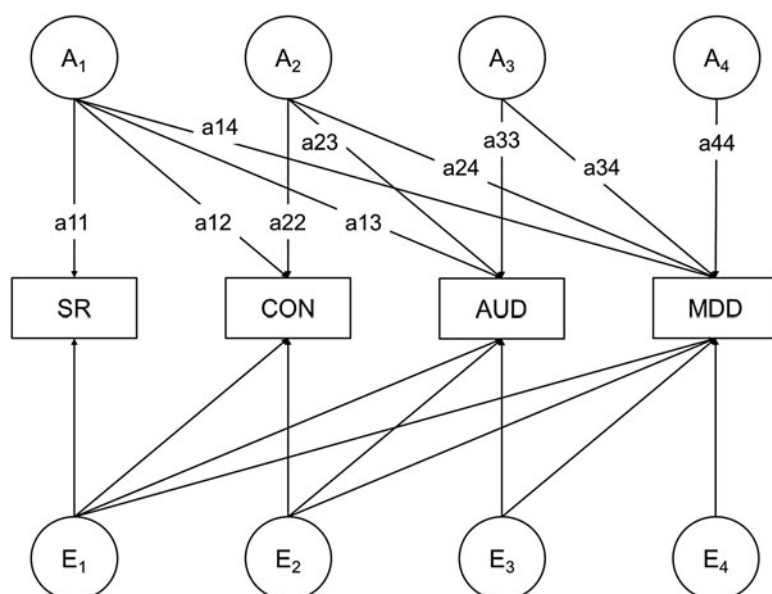 A₁ A₂ A₃ A₄
a14 a23 a33 a44
a24 a34
a11 a12 a22 a13
SR CON AUD MDD
E₁ E₂ E₃ E₄